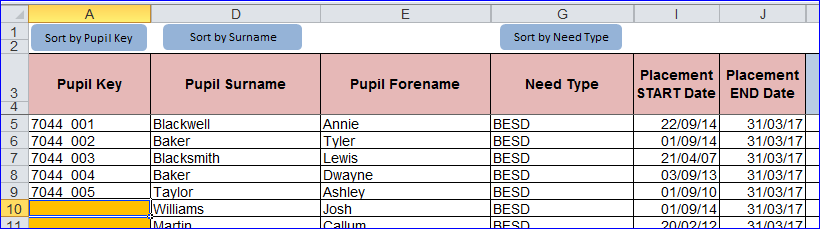 A D E G I J
1 Sort by Pupil Key Sort by Surname Sort by Need Type
2
3 Pupil Key Pupil Surname Pupil Forename Need Type Placement START Date Placement END Date
4
5 7044 001 Blackwell Annie BESD 22/09/14 31/03/17
6 7044 002 Baker Tyler BESD 01/09/14 31/03/17
7 7044 003 Blacksmith Lewis BESD 21/04/07 31/03/17
8 7044 004 Baker Dwayne BESD 03/09/13 31/03/17
9 7044 005 Taylor Ashley BESD 01/09/10 31/03/17
10 Williams Josh BESD 01/09/14 31/03/17
11 Martin Callum BESD 20/02/12 31/03/17